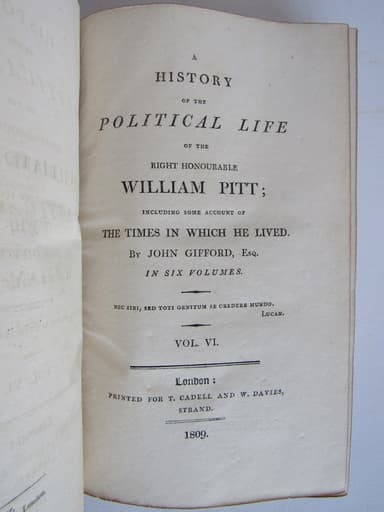 A
HISTORY
OF THE
POLITICAL LIFE
OF THE
RIGHT HONOURABLE
WILLIAM PITT;
INCLUDING SOME ACCOUNT OF
THE TIMES IN WHICH HE LIVED.
BY JOHN GIFFORD, ESQ.
IN SIX VOLUMES.
NEC SIBI, SED TOTI GENITUM SE CREDERE MUNDO.
LUCAN.
VOL. VI.
London:
PRINTED FOR T. CADELL AND W. DAVIES,
STRAND.
1809.